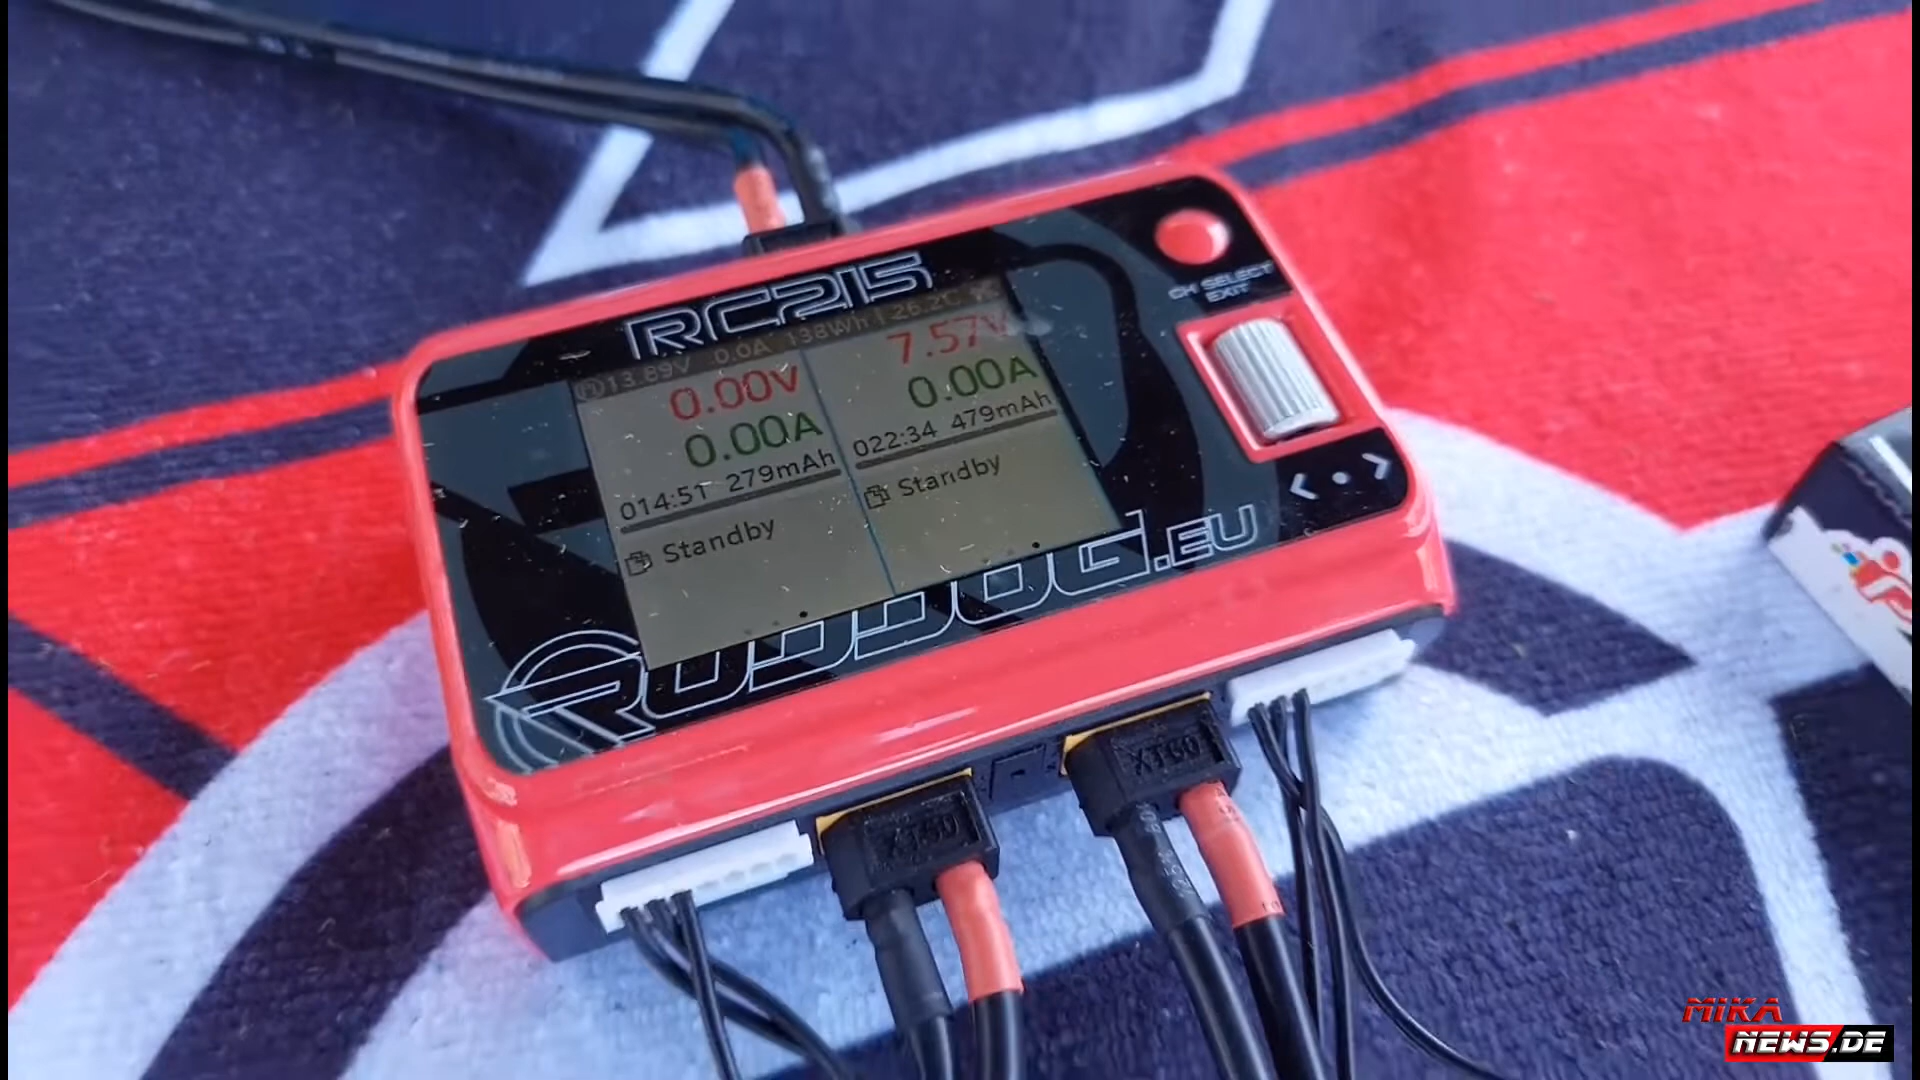 RC215
13.89V 0.0A 138Wh | 26.2C
0.00V
0.00A
014:51 279mAh
Standby
7.57V
0.00A
022:34 479mAh
Standby
CH SELECT
EXIT
< • >
RUDDOG.EU
XT60
XT60
MIKA
NEWS.DE